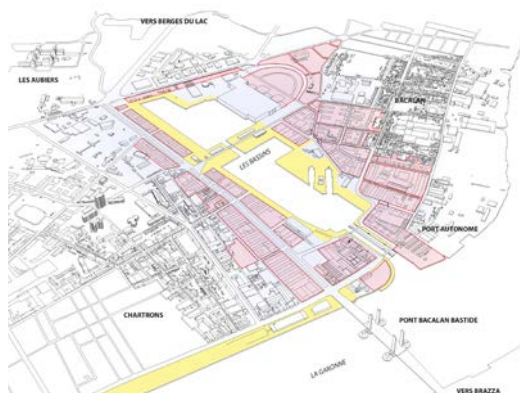 VERS BERGES DU LAC
LES AUBIERS
BACALAN
LES BASSINS
PORT AUTONOME
CHARTRONS
PONT BACALAN BASTIDE
LA GARONNE
VERS BRAZZA